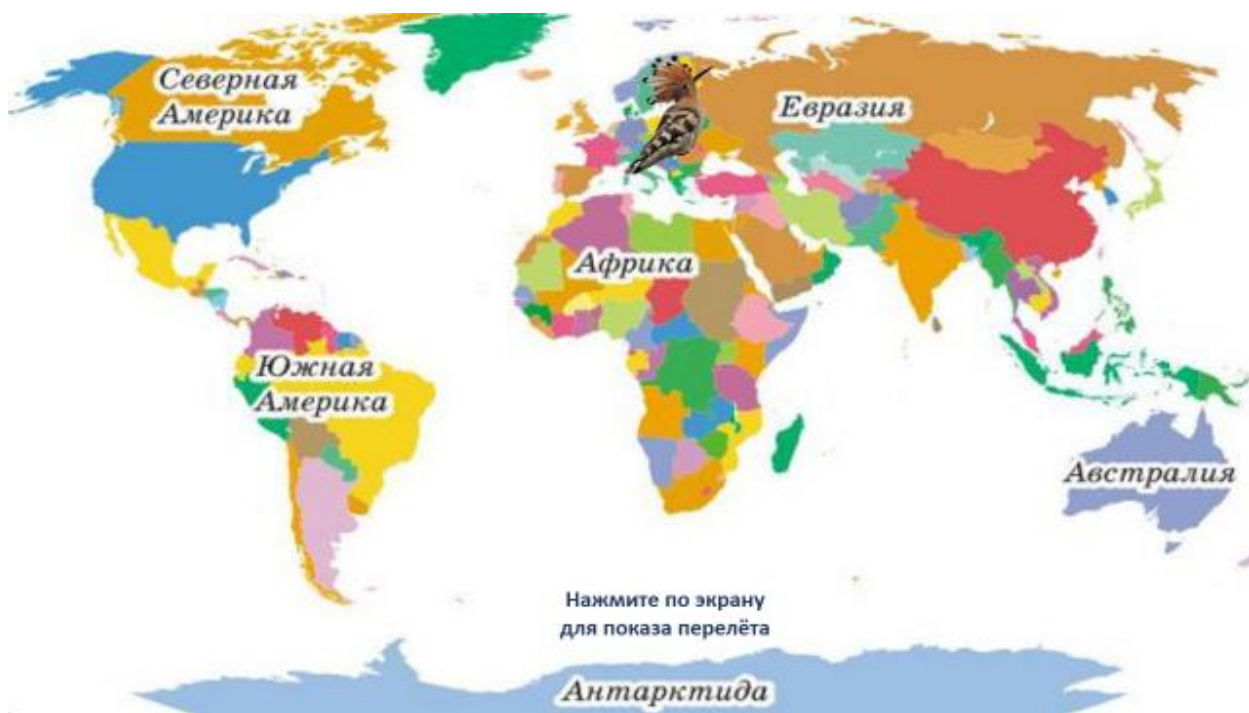 Северная
Америка
Евразия
Африка
Южная
Америка
Австралия
Нажмите по экрану
для показа перелёта
Антарктида